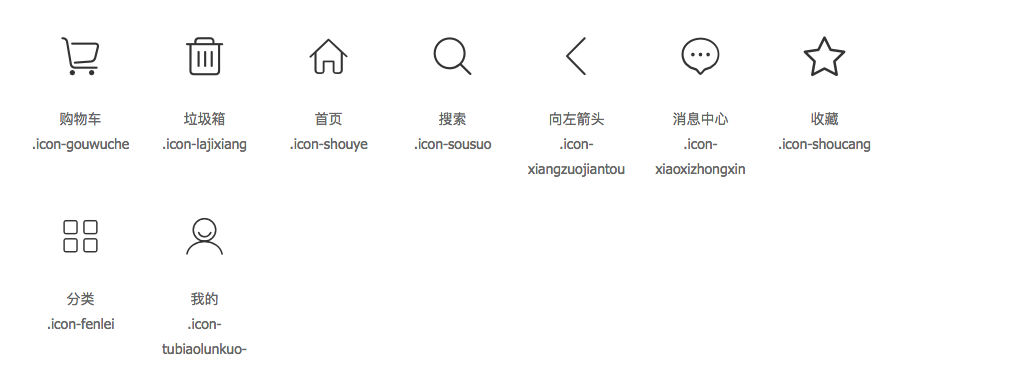 购物车 垃圾箱 首页 搜索 向左箭头 消息中心 收藏
.icon-gouwuche .icon-lajixiang .icon-shouye .icon-sousuo .icon- .icon- .icon-shoucang
xiangzuojiantou xiaoxizhongxin
分类 我的
.icon-fenlei .icon-
tubiaolunkuo-